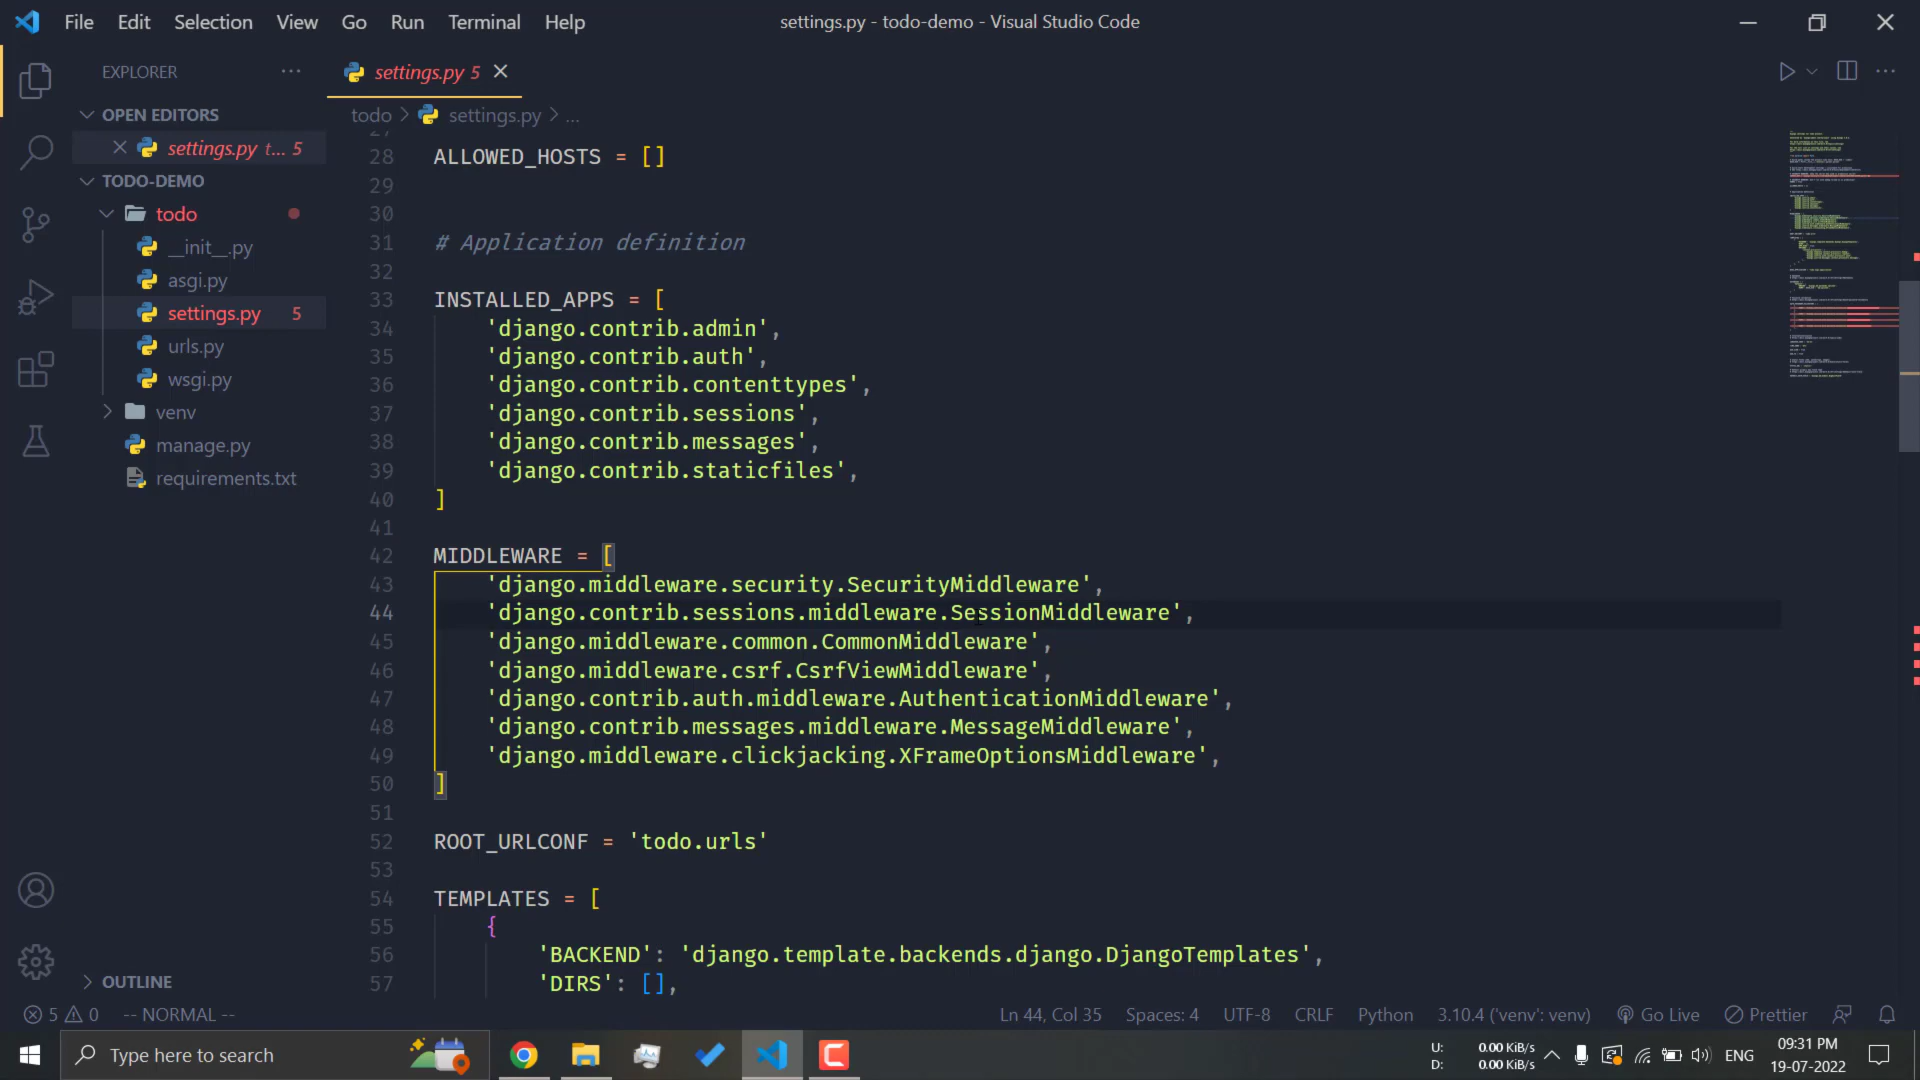 File Edit Selection View Go Run Terminal Help
settings.py - todo-demo - Visual Studio Code
EXPLORER
settings.py 5
OPEN EDITORS
settings.py t... 5
TODO-DEMO
todo
__init__.py
asgi.py
settings.py 5
urls.py
wsgi.py
venv
manage.py
requirements.txt
OUTLINE
todo > settings.py > ...
27
28 ALLOWED_HOSTS = []
29
30
31 # Application definition
32
33 INSTALLED_APPS = [
34 'django.contrib.admin',
35 'django.contrib.auth',
36 'django.contrib.contenttypes',
37 'django.contrib.sessions',
38 'django.contrib.messages',
39 'django.contrib.staticfiles',
40 ]
41
42 MIDDLEWARE = [
43 'django.middleware.security.SecurityMiddleware',
44 'django.contrib.sessions.middleware.SessionMiddleware',
45 'django.middleware.common.CommonMiddleware',
46 'django.middleware.csrf.CsrfViewMiddleware',
47 'django.contrib.auth.middleware.AuthenticationMiddleware',
48 'django.contrib.messages.middleware.MessageMiddleware',
49 'django.middleware.clickjacking.XFrameOptionsMiddleware',
50 ]
51
52 ROOT_URLCONF = 'todo.urls'
53
54 TEMPLATES = [
55 {
56 'BACKEND': 'django.template.backends.django.DjangoTemplates',
57 'DIRS': [],
5 0 -- NORMAL -- Ln 44, Col 35 Spaces: 4 UTF-8 CRLF Python 3.10.4 ('venv': venv) Go Live Prettier
Type here to search
U: 0.00 KiB/s
D: 0.00 KiB/s
ENG
09:31 PM
19-07-2022